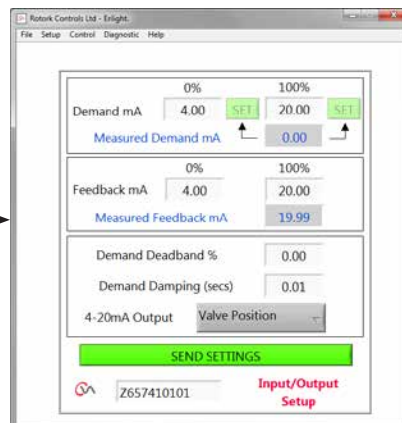 Rotork Controls Ltd - Enlight.
File Setup Control Diagnostic Help
0% 100%
Demand mA 4.00 SET 20.00 SET
Measured Demand mA 0.00
0% 100%
Feedback mA 4.00 20.00
Measured Feedback mA 19.99
Demand Deadband % 0.00
Demand Damping (secs) 0.01
4-20mA Output Valve Position
SEND SETTINGS
Z657410101 Input/Output
Setup